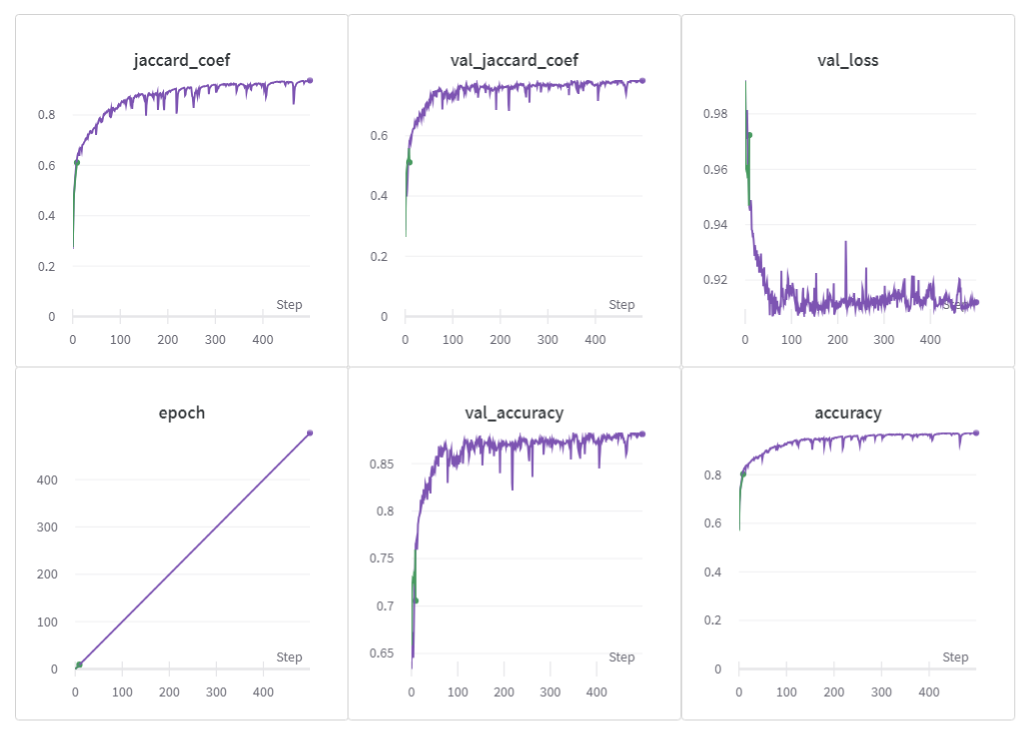 jaccard_coef
0.8
0.6
0.4
0.2
0
Step
0 100 200 300 400
val_jaccard_coef
0.6
0.4
0.2
0
Step
0 100 200 300 400
val_loss
0.98
0.96
0.94
0.92
Step
0 100 200 300 400
epoch
400
300
200
100
0
Step
0 100 200 300 400
val_accuracy
0.85
0.8
0.75
0.7
0.65
Step
0 100 200 300 400
accuracy
0.8
0.6
0.4
0.2
0
Step
0 100 200 300 400